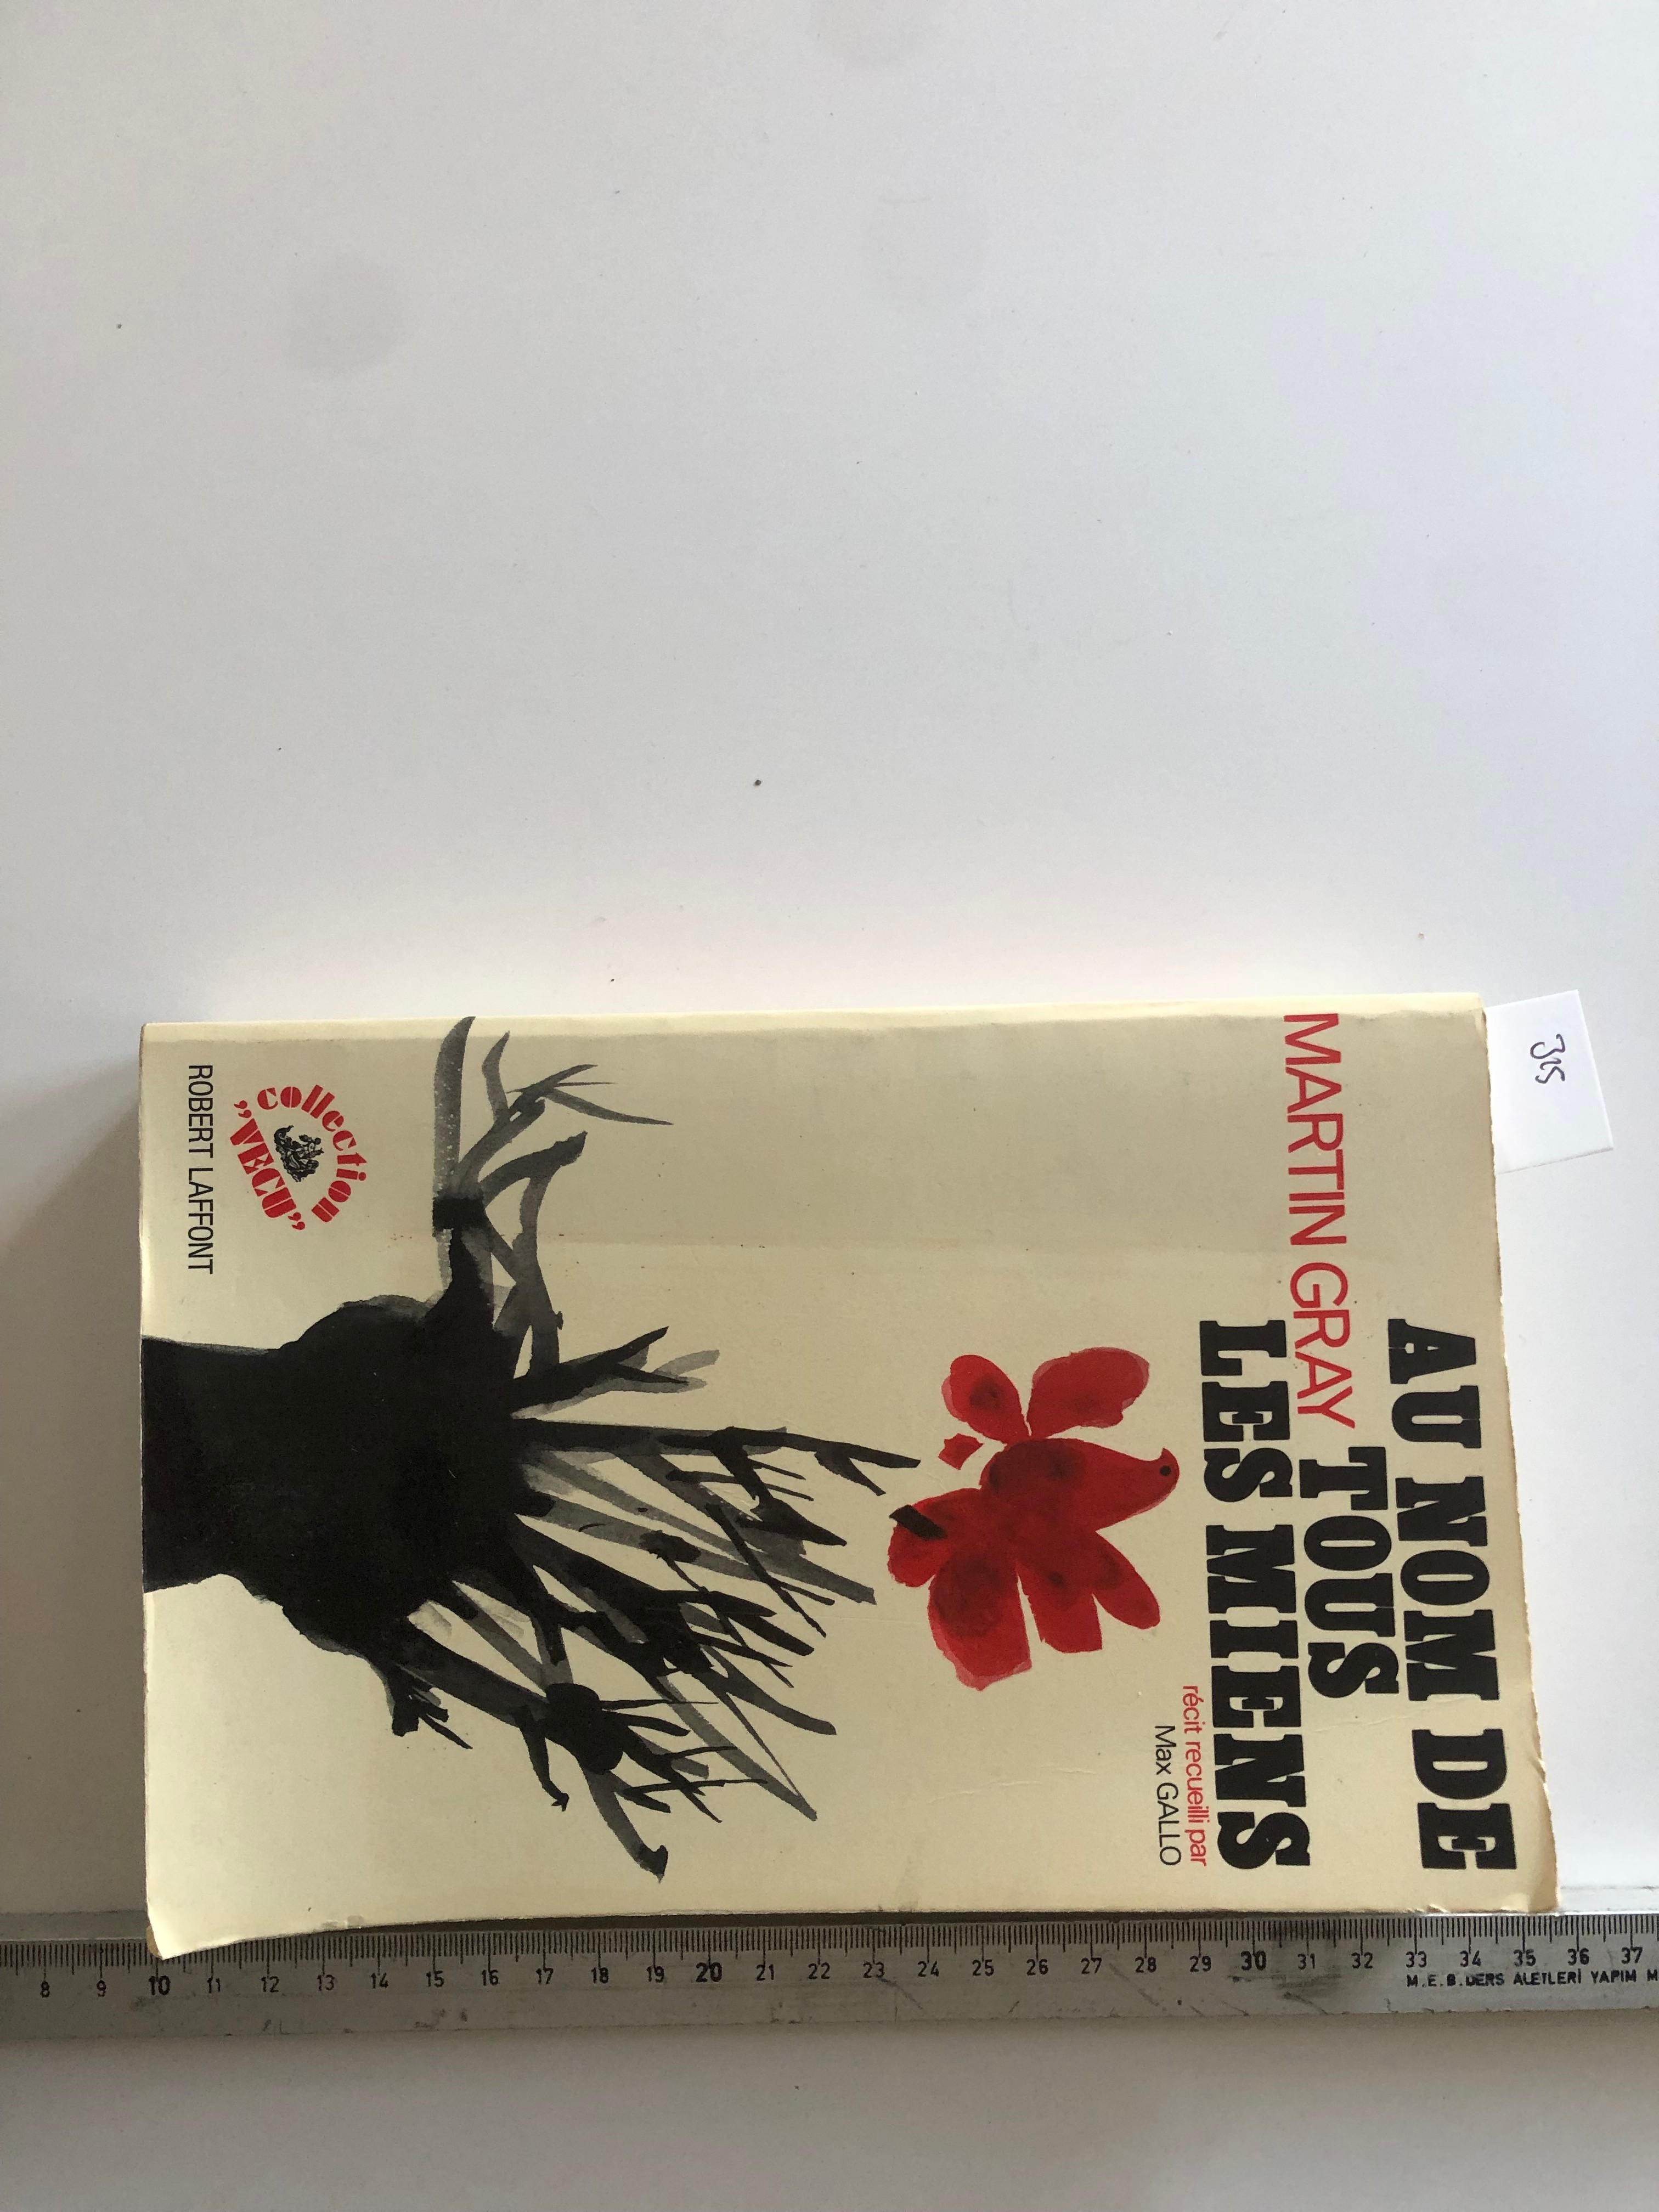 325
AU NOM DE
MARTIN GRAY TOUS
LES MIENS
récit recueilli par
Max GALLO
collection
"VECU"
ROBERT LAFFONT
8 9 10 11 12 13 14 15 16 17 18 19 20 21 22 23 24 25 26 27 28 29 30 31 32 33 34 35 36 37
M.E.B. DERS ALETLERİ YAPIM M